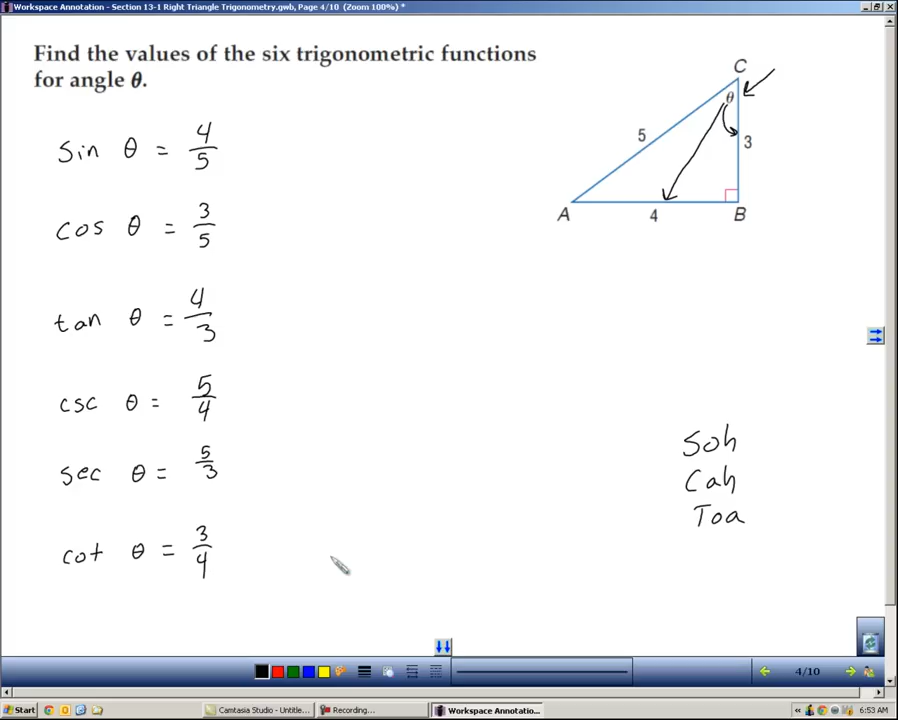 Workspace Annotation - Section 13-1 Right Triangle Trigonometry.gwb, Page 4/10 (Zoom 100%) *
Find the values of the six trigonometric functions
for angle θ.
C
θ
5
3
A
4
B
sin θ = 4/5
cos θ = 3/5
tan θ = 4/3
csc θ = 5/4
sec θ = 5/3
cot θ = 3/4
Soh
Cah
Toa
4/10
Start
Camtasia Studio - Untitle...
Recording...
Workspace Annotatio...
6:53 AM